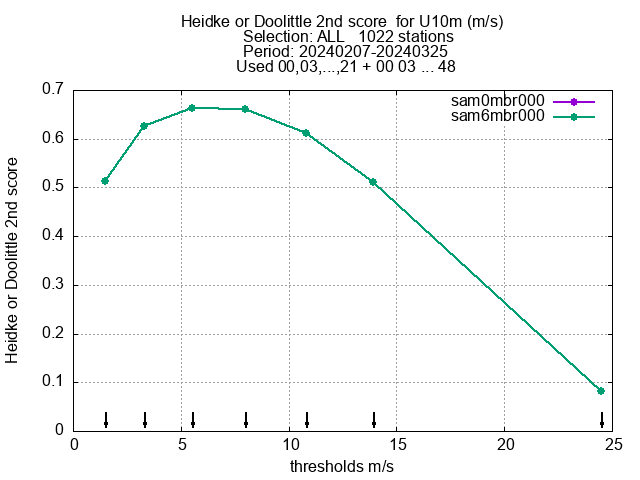 Heidke or Doolittle 2nd score  for U10m (m/s)
Selection: ALL   1022 stations
Period: 20240207-20240325
Used 00,03,...,21 + 00 03 ... 48
sam0mbr000
sam6mbr000
0.7
0.6
0.5
0.4
0.3
0.2
0.1
0
Heidke or Doolittle 2nd score
0 5 10 15 20 25
thresholds m/s